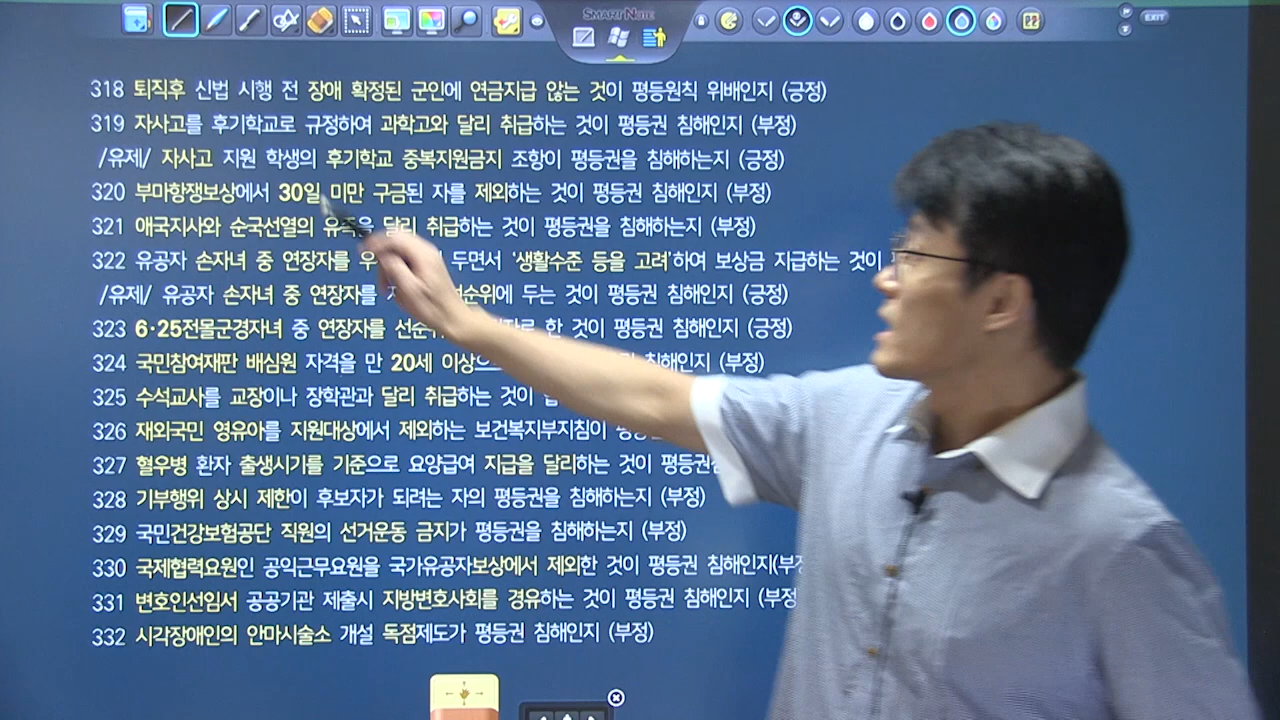 SMART NOTE
EXIT
318 퇴직후 신법 시행 전 장애 확정된 군인에 연금지급 않는 것이 평등원칙 위배인지 (긍정)
319 자사고를 후기학교로 규정하여 과학고와 달리 취급하는 것이 평등권 침해인지 (부정)
/유제/ 자사고 지원 학생의 후기학교 중복지원금지 조항이 평등권을 침해하는지 (긍정)
320 부마항쟁보상에서 30일 미만 구금된 자를 제외하는 것이 평등권 침해인지 (부정)
321 애국지사와 순국선열의 유족을 달리 취급하는 것이 평등권을 침해하는지 (부정)
322 유공자 손자녀 중 연장자를 두면서 '생활수준 등을 고려'하여 보상금 지급하는 것이
/유제/ 유공자 손자녀 중 연장자를 두는 것이 평등권 침해인지 (긍정)
323 6·25전몰군경자녀 중 연장자를 한 것이 평등권 침해인지 (긍정)
324 국민참여재판 배심원 자격을 만 20세 이상으 침해인지 (부정)
325 수석교사를 교장이나 장학관과 달리 취급하는 것이
326 재외국민 영유아를 지원대상에서 제외하는 보건복지부지침이
327 혈우병 환자 출생시기를 기준으로 요양급여 지급을 달리하는 것이 평등권
328 기부행위 상시 제한이 후보자가 되려는 자의 평등권을 침해하는지 (부정)
329 국민건강보험공단 직원의 선거운동 금지가 평등권을 침해하는지 (부정)
330 국제협력요원인 공익근무요원을 국가유공자보상에서 제외한 것이 평등권 침해인지(부정
331 변호인선임서 공공기관 제출시 지방변호사회를 경유하는 것이 평등권 침해인지 (부정
332 시각장애인의 안마시술소 개설 독점제도가 평등권 침해인지 (부정)